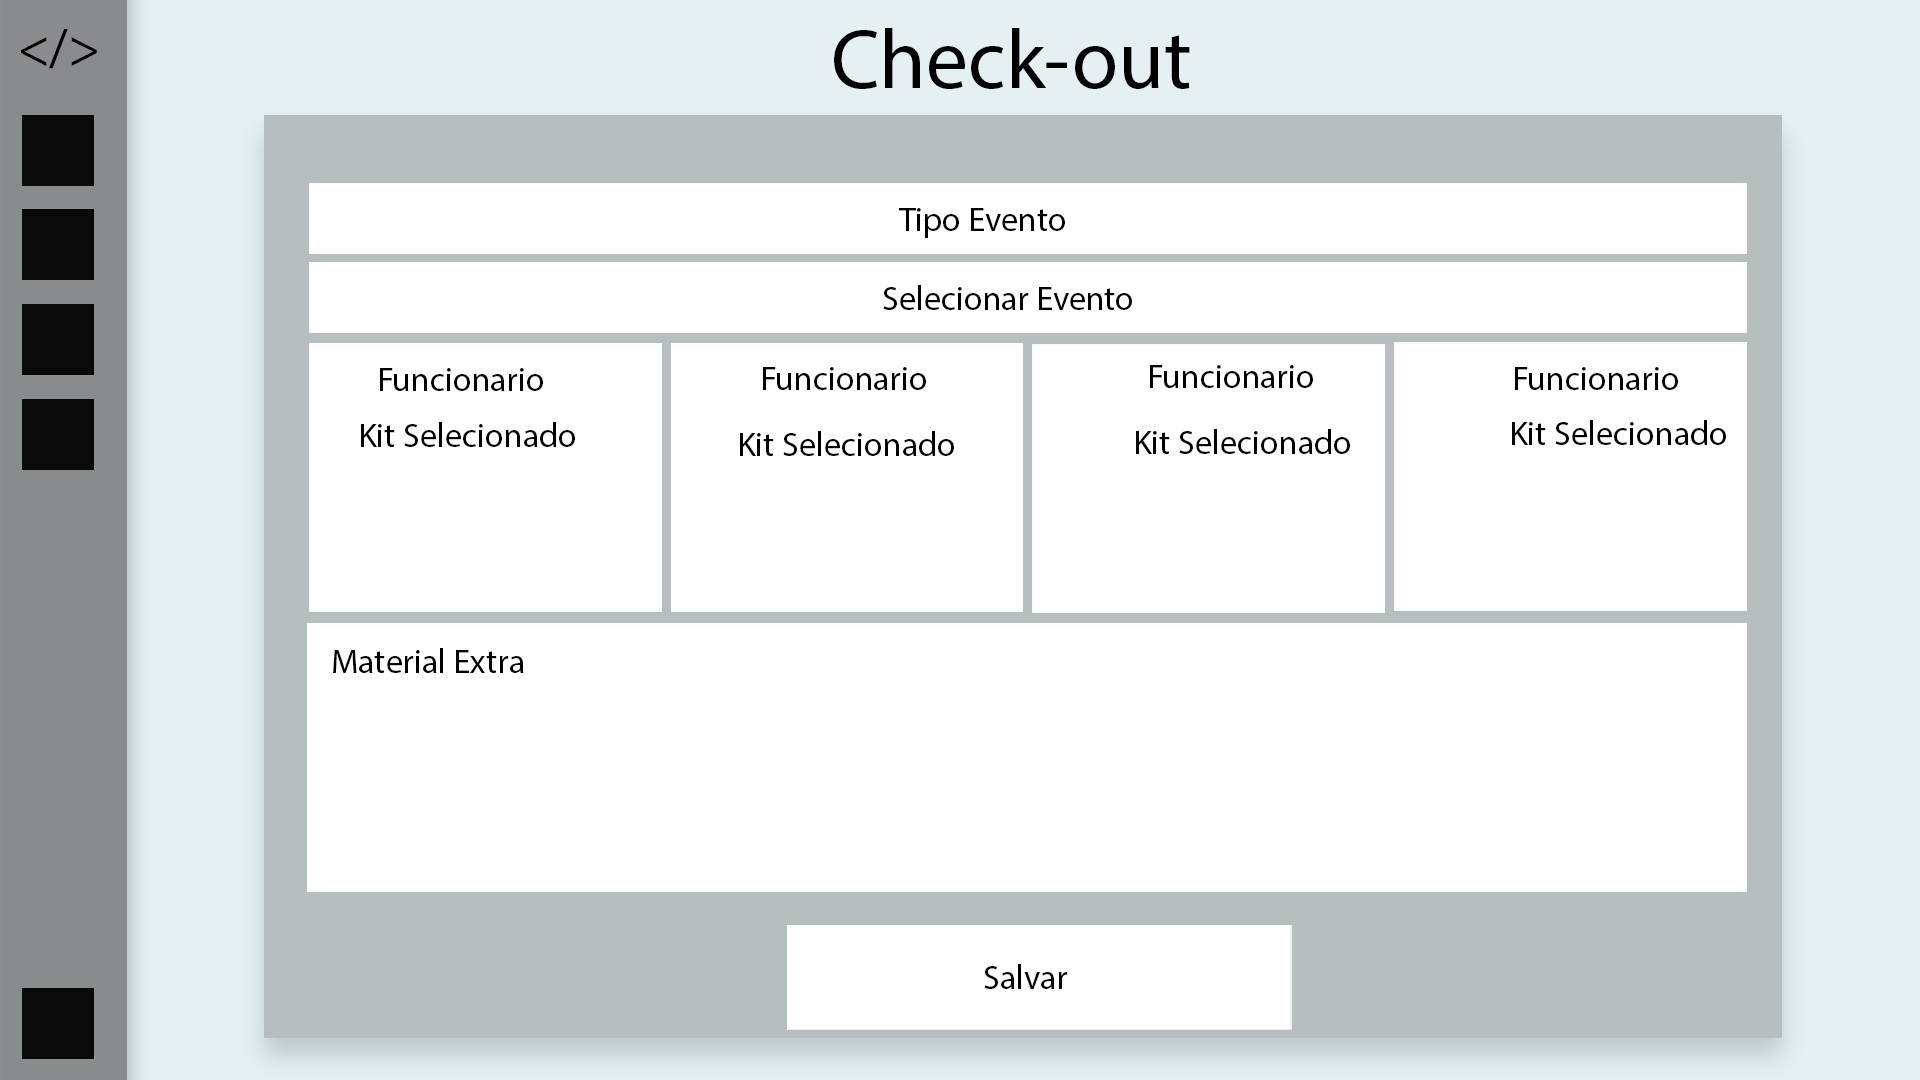 </>
Check-out
Tipo Evento
Selecionar Evento
Funcionario
Kit Selecionado
Funcionario
Kit Selecionado
Funcionario
Kit Selecionado
Funcionario
Kit Selecionado
Material Extra
Salvar